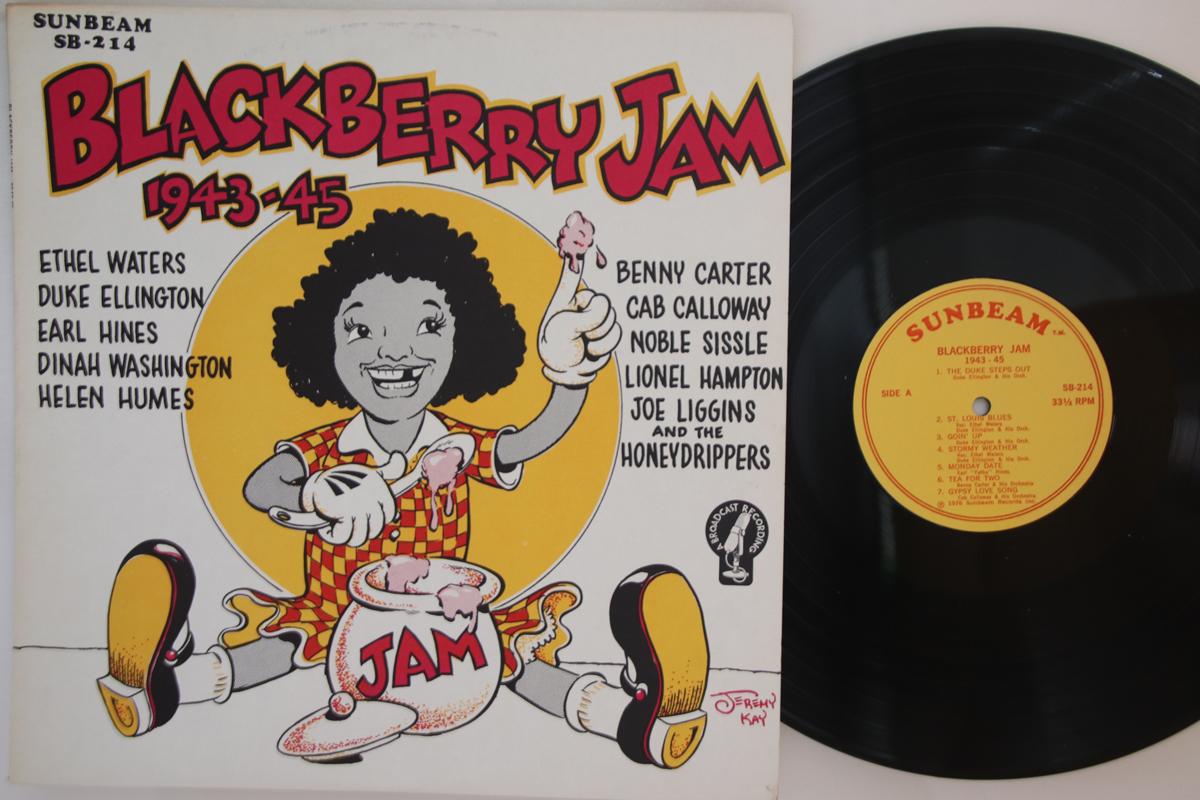 SUNBEAM
SB-214
BLACKBERRY JAM
1943-45
ETHEL WATERS
DUKE ELLINGTON
EARL HINES
DINAH WASHINGTON
HELEN HUMES
BENNY CARTER
CAB CALLOWAY
NOBLE SISSLE
LIONEL HAMPTON
JOE LIGGINS
AND THE
HONEYDRIPPERS
A BROADCAST RECORDING
JAM
JEREMY
KAY
SUNBEAM T.M.
BLACKBERRY JAM
1943 - 45
1. THE DUKE STEPS OUT
Duke Ellington & His Orch.
SIDE A
SB-214
33⅓ RPM
2. ST. LOUIS BLUES
Voc: Ethel Waters
Duke Ellington & His Orch.
3. GOIN' UP
Duke Ellington & His Orch.
4. STORMY WEATHER
Voc: Ethel Waters
Duke Ellington & His Orch.
5. MONDAY DATE
Earl "Fatha" Hines
6. TEA FOR TWO
Benny Carter & His Orchestra
7. GYPSY LOVE SONG
Cab Calloway & His Orchestra
℗ 1976 Sunbeam Records Inc.